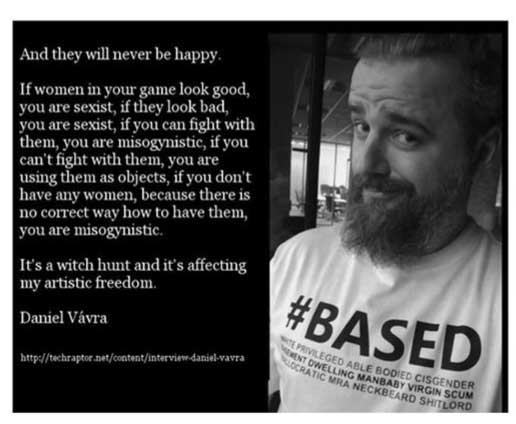 And they will never be happy.
If women in your game look good,
you are sexist, if they look bad,
you are sexist, if you can fight with
them, you are misogynistic, if you
can't fight with them, you are
using them as objects, if you don't
have any women, because there is
no correct way how to have them,
you are misogynistic.
It's a witch hunt and it's affecting
my artistic freedom.
Daniel Vávra
http://techraptor.net/content/interview-daniel-vavra
#BASED
PRIVILEGED ABLE BODIED CISGENDER
DWELLING MANBABY VIRGIN SCUM
MRA NECKBEARD SHITLORD